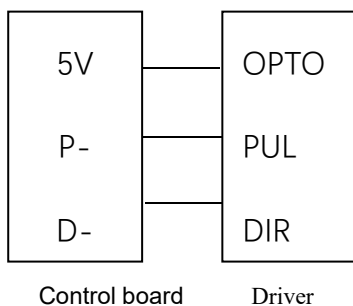 5V OPTO
P- PUL
D- DIR
Control board Driver